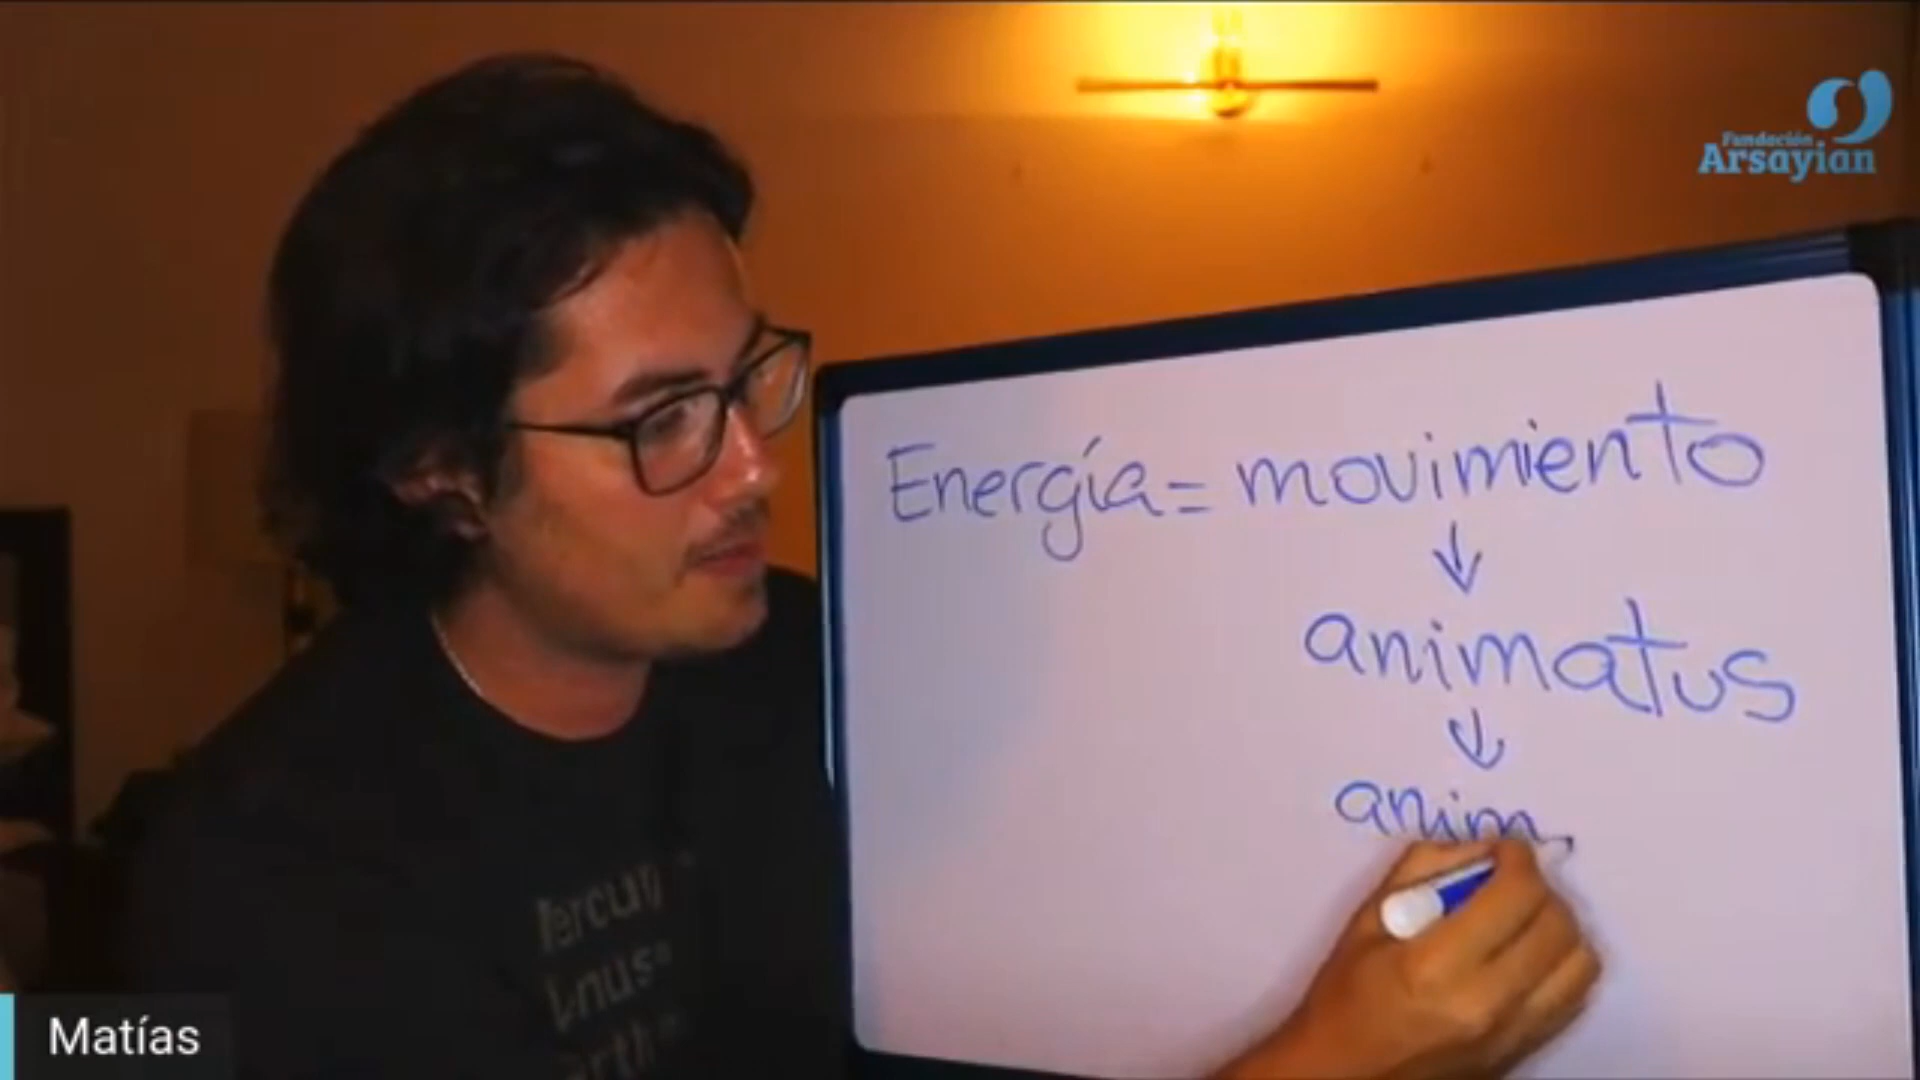 Fundación
Arsayian
Energía = movimiento
↓
animatus
↓
anim
Matías